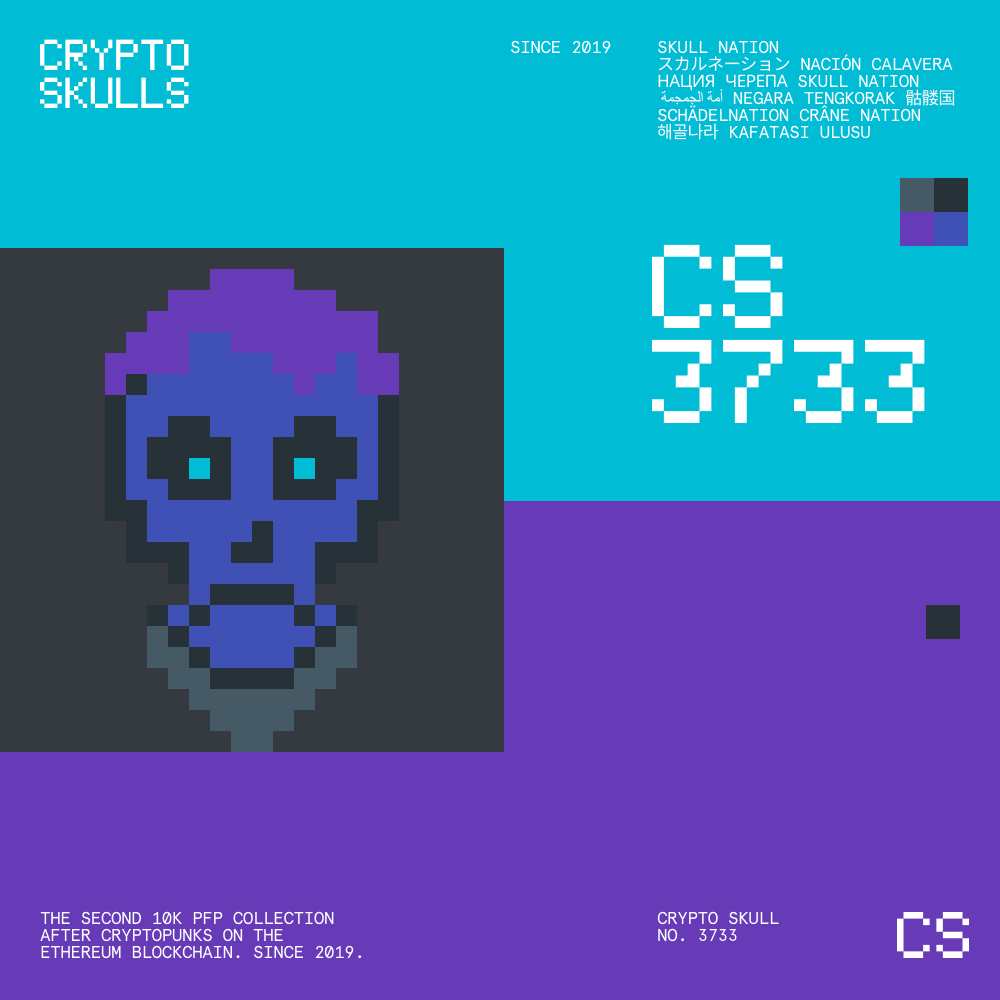 CRYPTO
SKULLS
SINCE 2019
SKULL NATION
スカルネーション NACIÓN CALAVERA
НАЦИЯ ЧЕРЕПА SKULL NATION
أمة الجمجمة NEGARA TENGKORAK 骷髅国
SCHÄDELNATION CRÂNE NATION
해골나라 KAFATASI ULUSU
CS
3733
THE SECOND 10K PFP COLLECTION
AFTER CRYPTOPUNKS ON THE
ETHEREUM BLOCKCHAIN. SINCE 2019.
CRYPTO SKULL
NO. 3733
CS